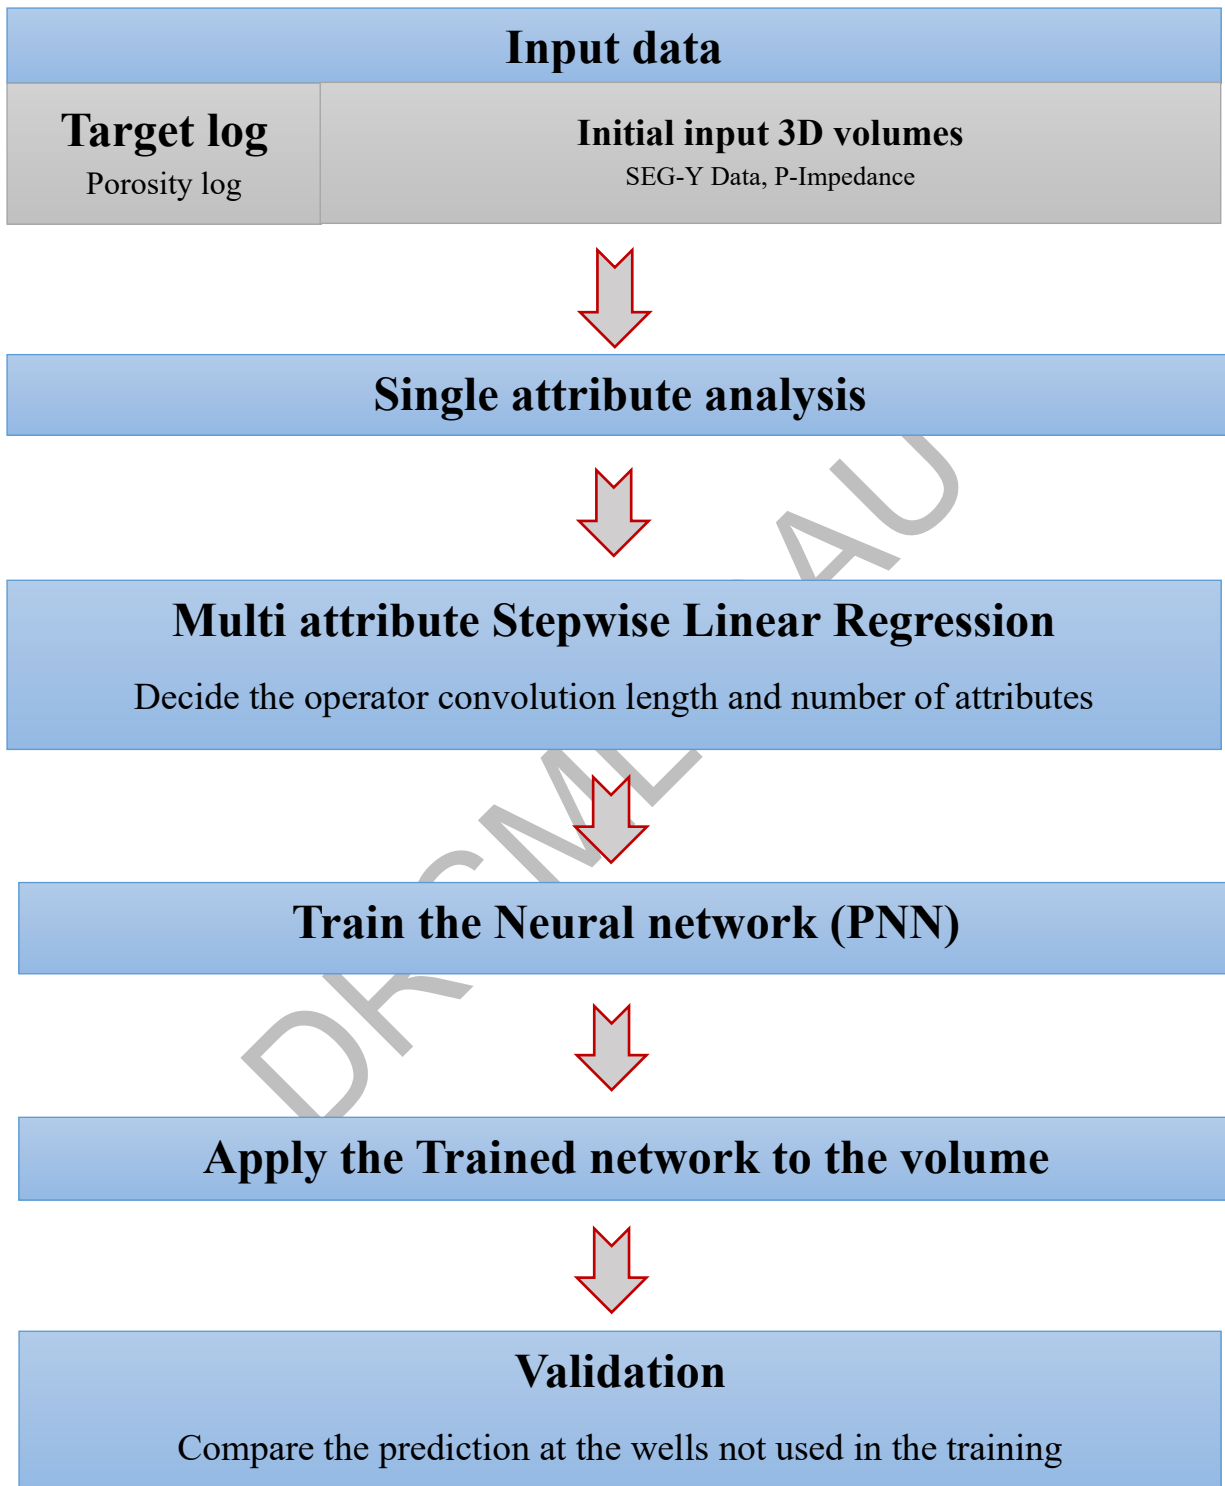 Input data
Target log
Porosity log
Initial input 3D volumes
SEG-Y Data, P-Impedance
Single attribute analysis
Multi attribute Stepwise Linear Regression
Decide the operator convolution length and number of attributes
Train the Neural network (PNN)
Apply the Trained network to the volume
Validation
Compare the prediction at the wells not used in the training